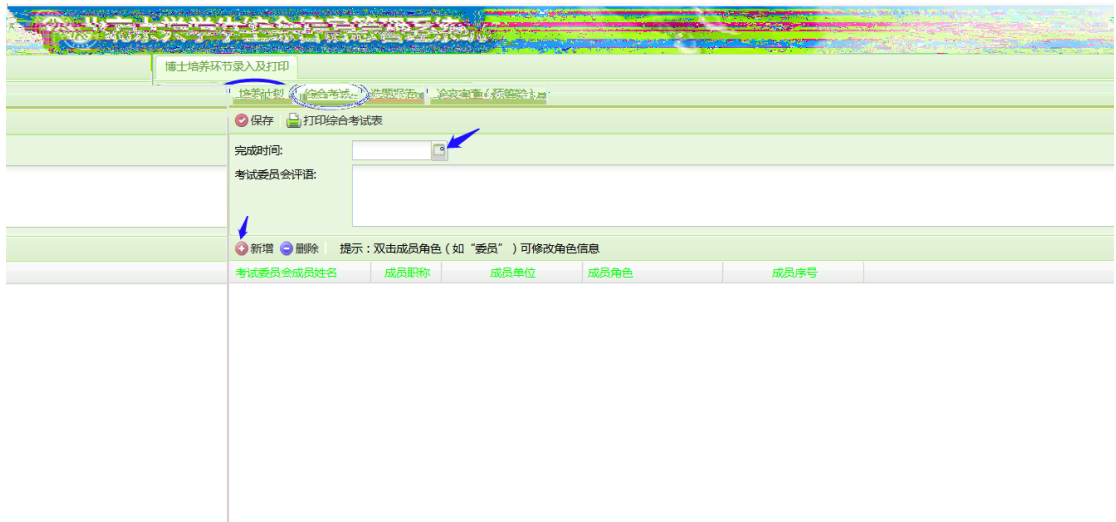 博士培养环节录入及打印
培养计划 综合考试 选题报告
保存 打印综合考试表
完成时间:
考试委员会评语:
新增 删除 提示：双击成员角色（如“委员”）可修改角色信息
考试委员会成员姓名 成员职称 成员单位 成员角色 成员序号